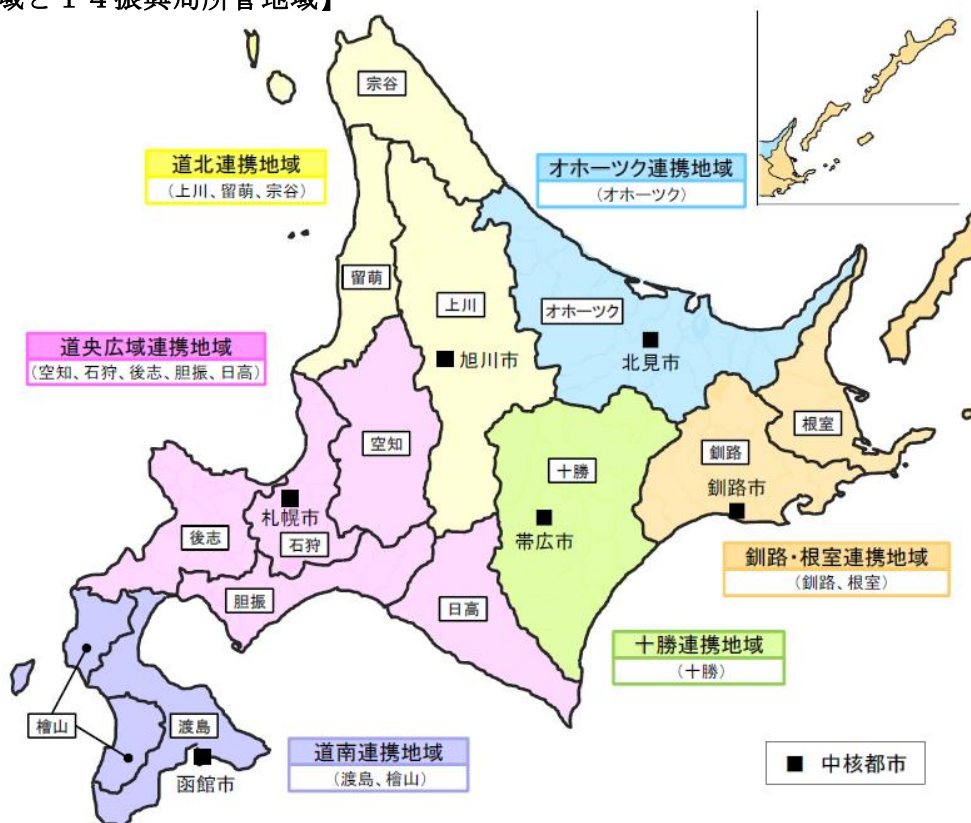 域と１４振興局所管地域】
宗谷
道北連携地域
（上川、留萌、宗谷）
オホーツク連携地域
（オホーツク）
留萌
上川
オホーツク
道央広域連携地域
（空知、石狩、後志、胆振、日高）
旭川市
北見市
空知
十勝
釧路
根室
釧路市
札幌市
帯広市
後志
石狩
釧路・根室連携地域
（釧路、根室）
胆振
日高
十勝連携地域
（十勝）
檜山
渡島
道南連携地域
（渡島、檜山）
函館市
■ 中核都市